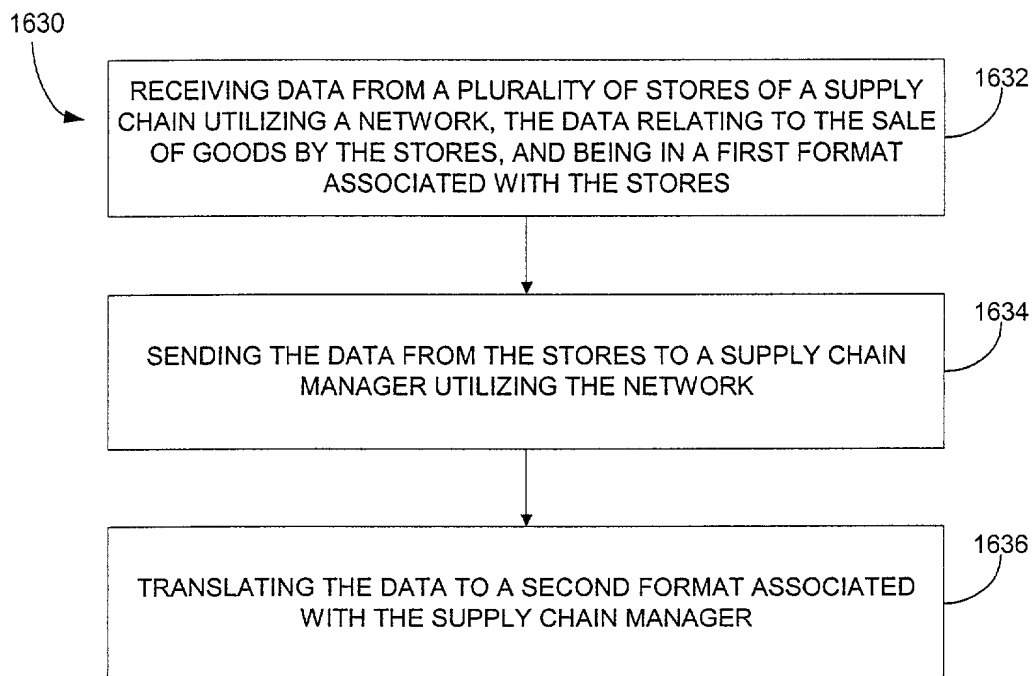 1630
RECEIVING DATA FROM A PLURALITY OF STORES OF A SUPPLY
CHAIN UTILIZING A NETWORK, THE DATA RELATING TO THE SALE
OF GOODS BY THE STORES, AND BEING IN A FIRST FORMAT
ASSOCIATED WITH THE STORES
1632
SENDING THE DATA FROM THE STORES TO A SUPPLY CHAIN
MANAGER UTILIZING THE NETWORK
1634
TRANSLATING THE DATA TO A SECOND FORMAT ASSOCIATED
WITH THE SUPPLY CHAIN MANAGER
1636